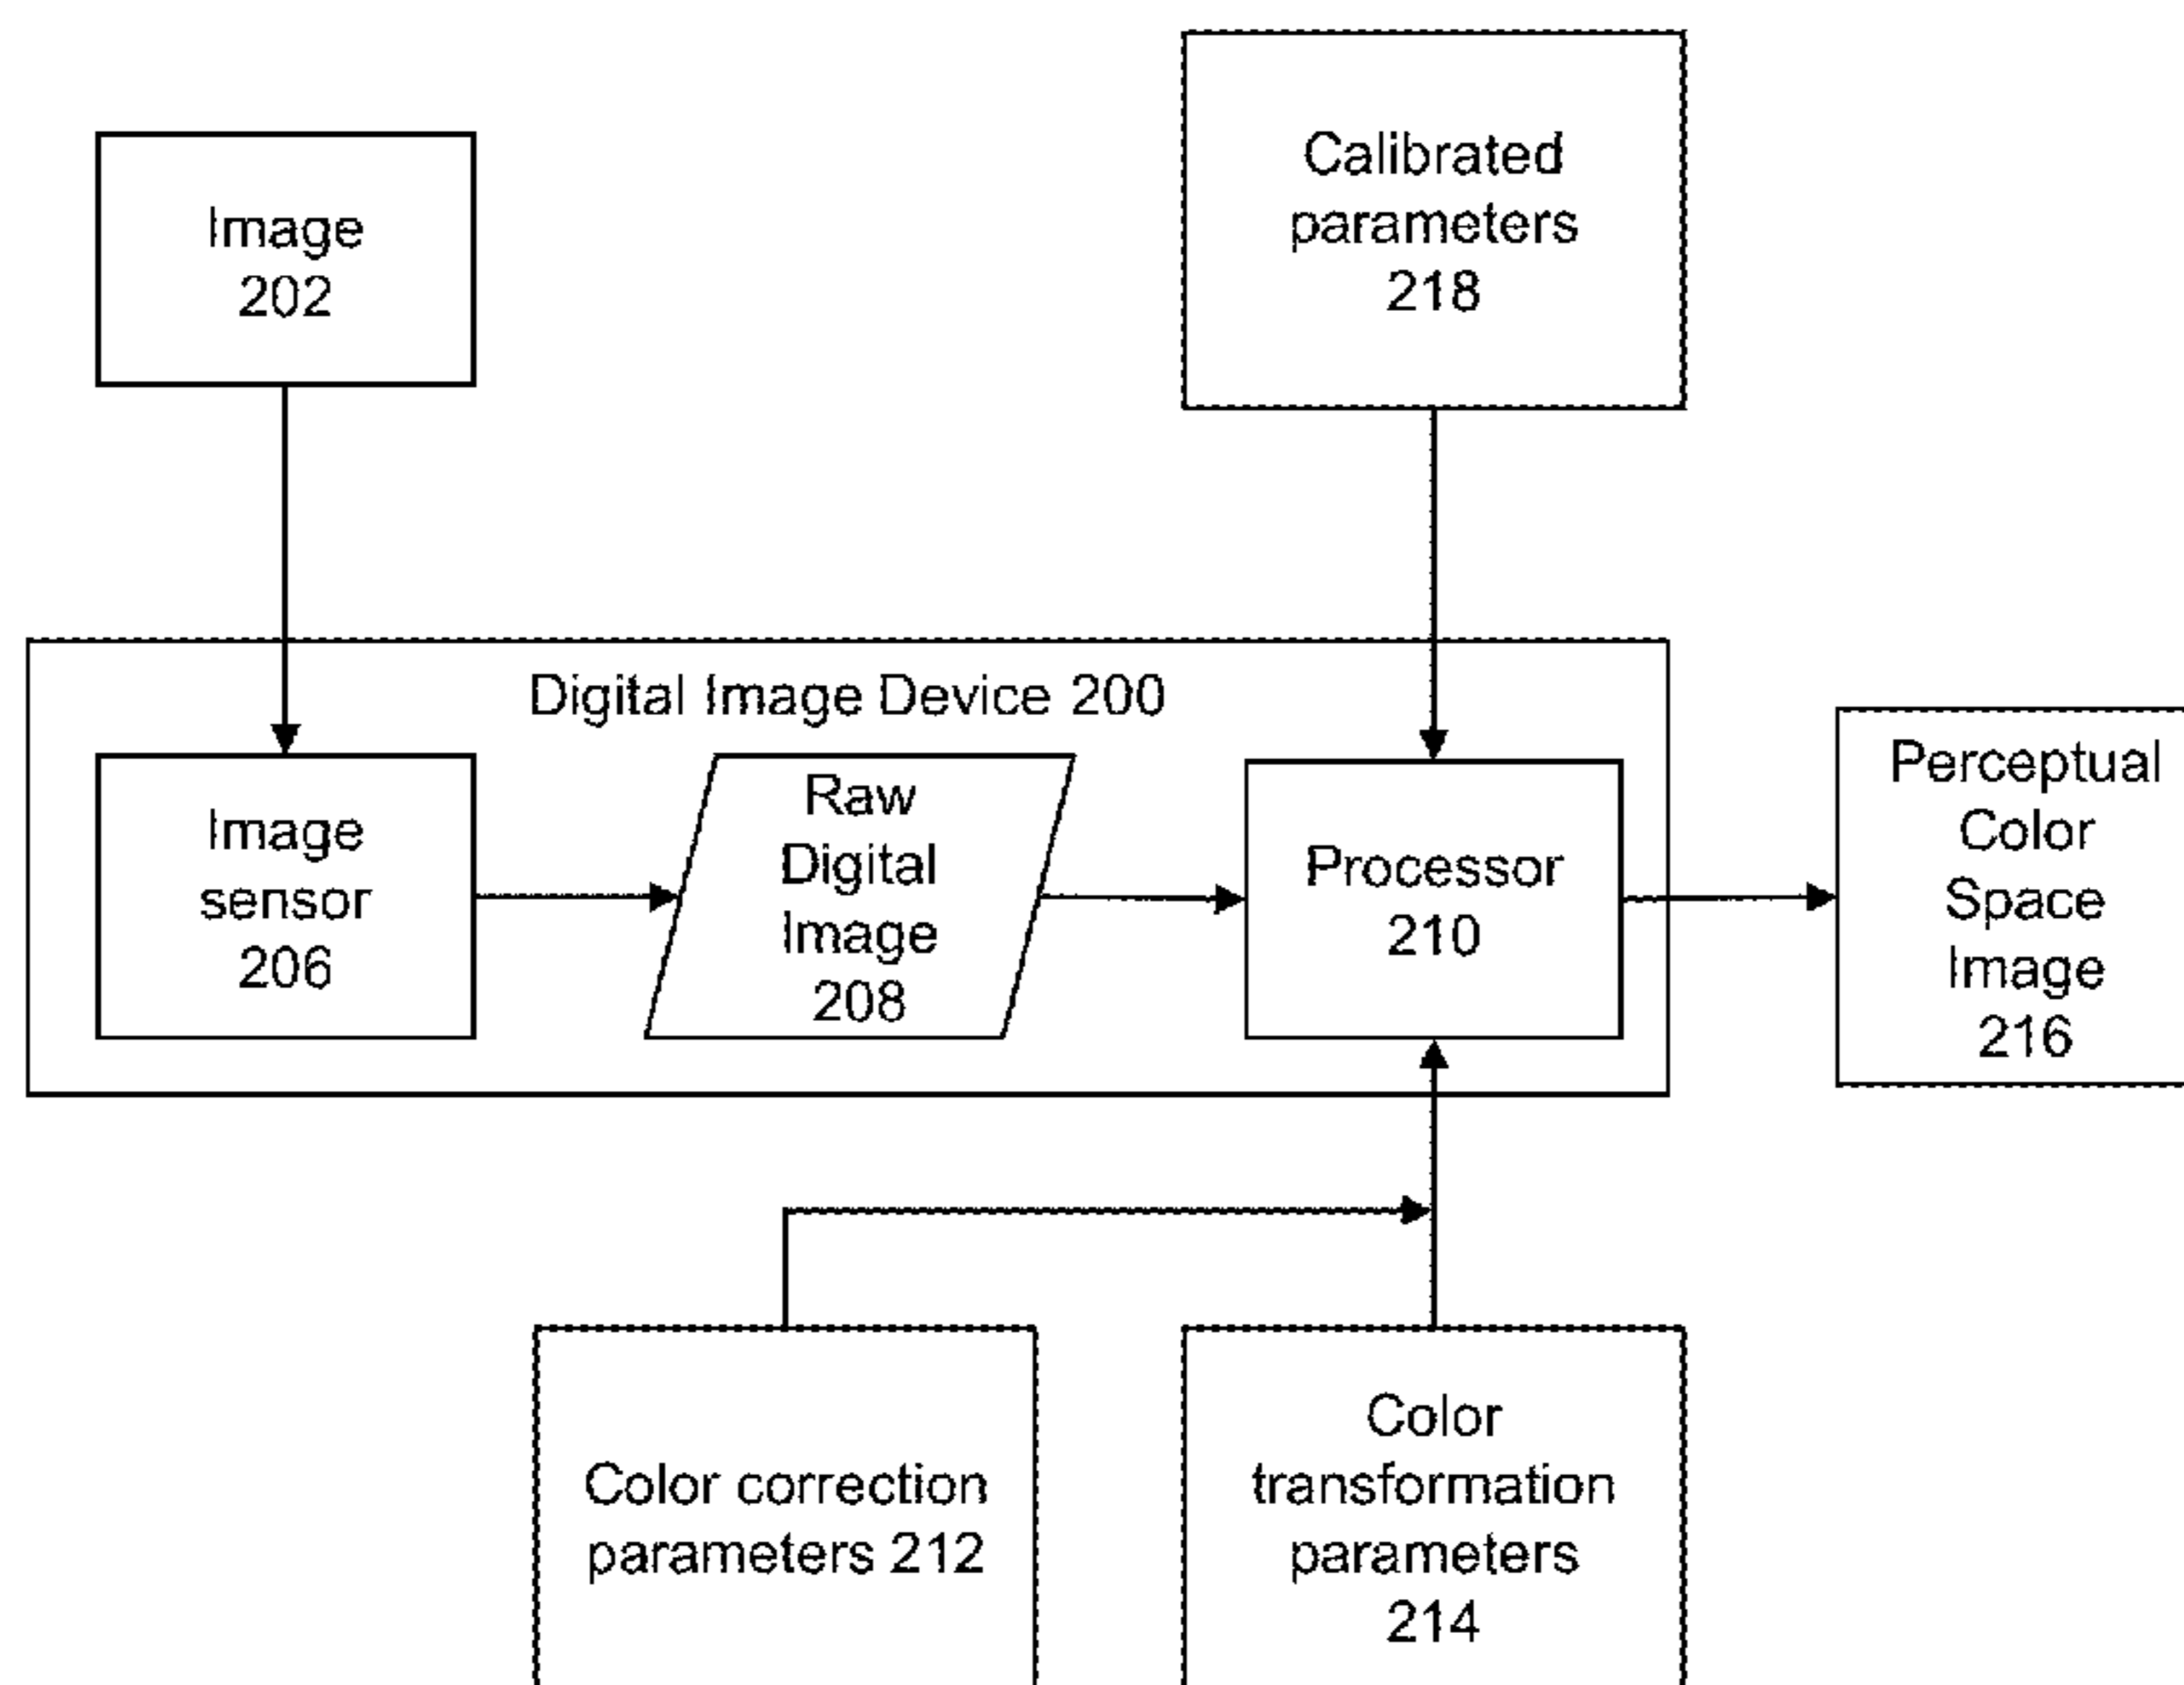 Image
202
Calibrated
parameters
218
Digital Image Device 200
Image
sensor
206
Raw
Digital
Image
208
Processor
210
Perceptual
Color
Space
Image
216
Color correction
parameters 212
Color
transformation
parameters
214